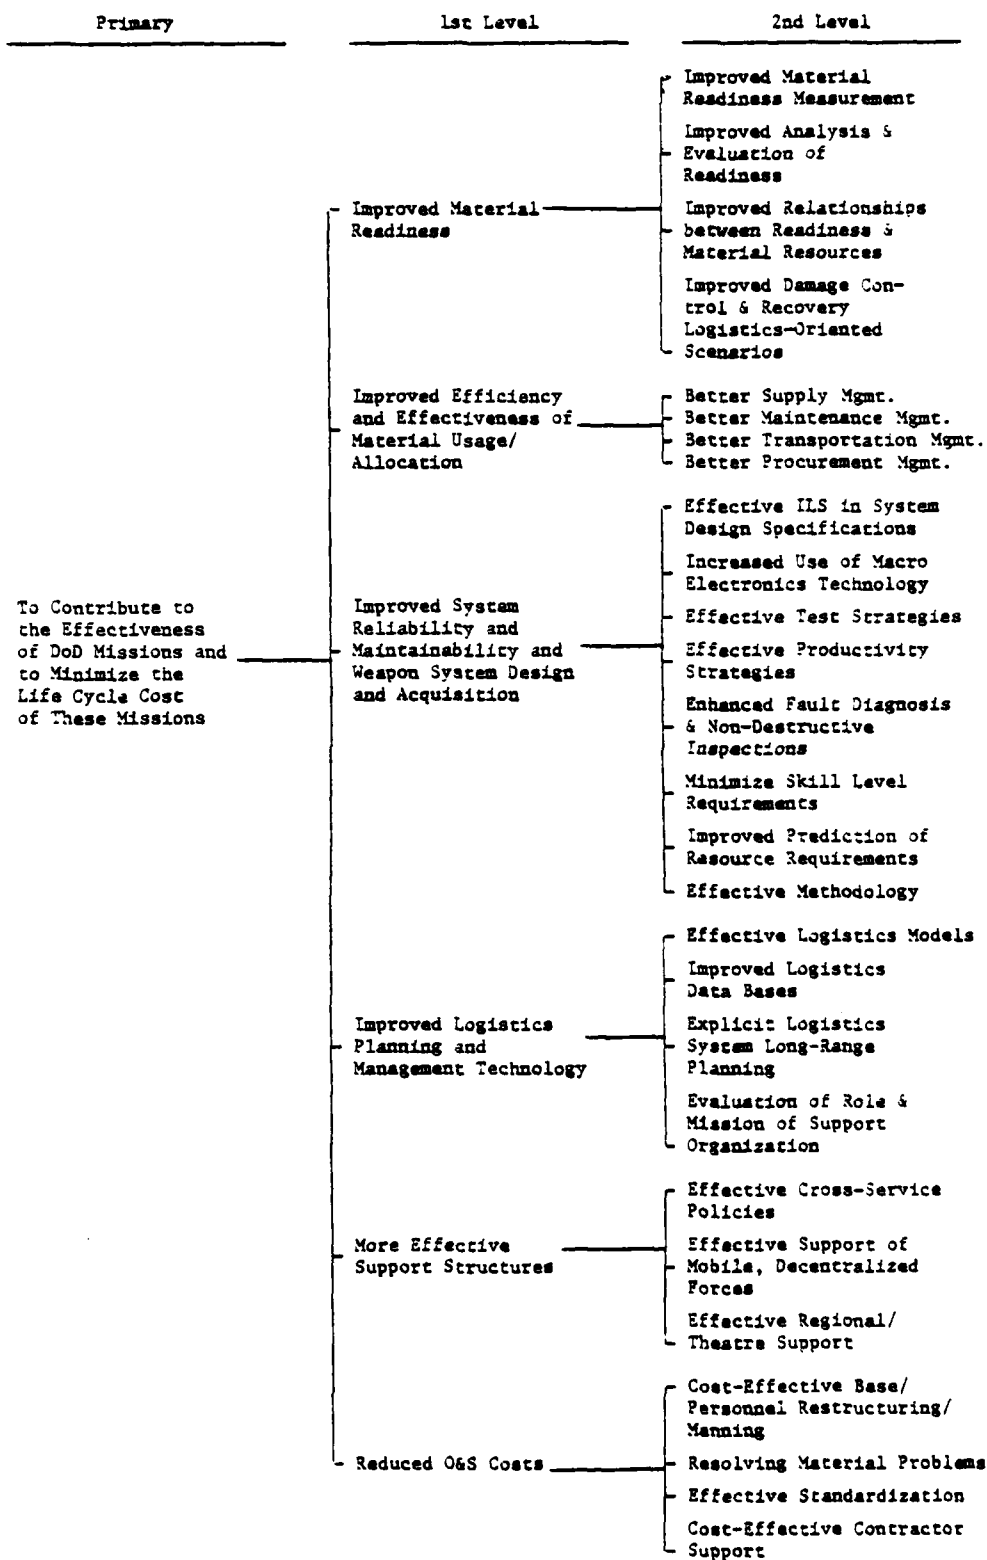 Primary
1st Level
2nd Level
To Contribute to
the Effectiveness
of DoD Missions and
to Minimize the
Life Cycle Cost
of These Missions
Improved Material
Readiness
Improved Material
Readiness Measurement
Improved Analysis &
Evaluation of
Readiness
Improved Relationships
between Readiness &
Material Resources
Improved Damage Con-
trol & Recovery
Logistics-Oriented
Scenarios
Improved Efficiency
and Effectiveness of
Material Usage/
Allocation
Better Supply Mgmt.
Better Maintenance Mgmt.
Better Transportation Mgmt.
Better Procurement Mgmt.
Improved System
Reliability and
Maintainability and
Weapon System Design
and Acquisition
Effective ILS in System
Design Specifications
Increased Use of Macro
Electronics Technology
Effective Test Strategies
Effective Productivity
Strategies
Enhanced Fault Diagnosis
& Non-Destructive
Inspections
Minimize Skill Level
Requirements
Improved Prediction of
Resource Requirements
Effective Methodology
Improved Logistics
Planning and
Management Technology
Effective Logistics Models
Improved Logistics
Data Bases
Explicit Logistics
System Long-Range
Planning
Evaluation of Role &
Mission of Support
Organization
More Effective
Support Structures
Effective Cross-Service
Policies
Effective Support of
Mobile, Decentralized
Forces
Effective Regional/
Theatre Support
Reduced O&S Costs
Cost-Effective Base/
Personnel Restructuring/
Manning
Resolving Material Problems
Effective Standardization
Cost-Effective Contractor
Support